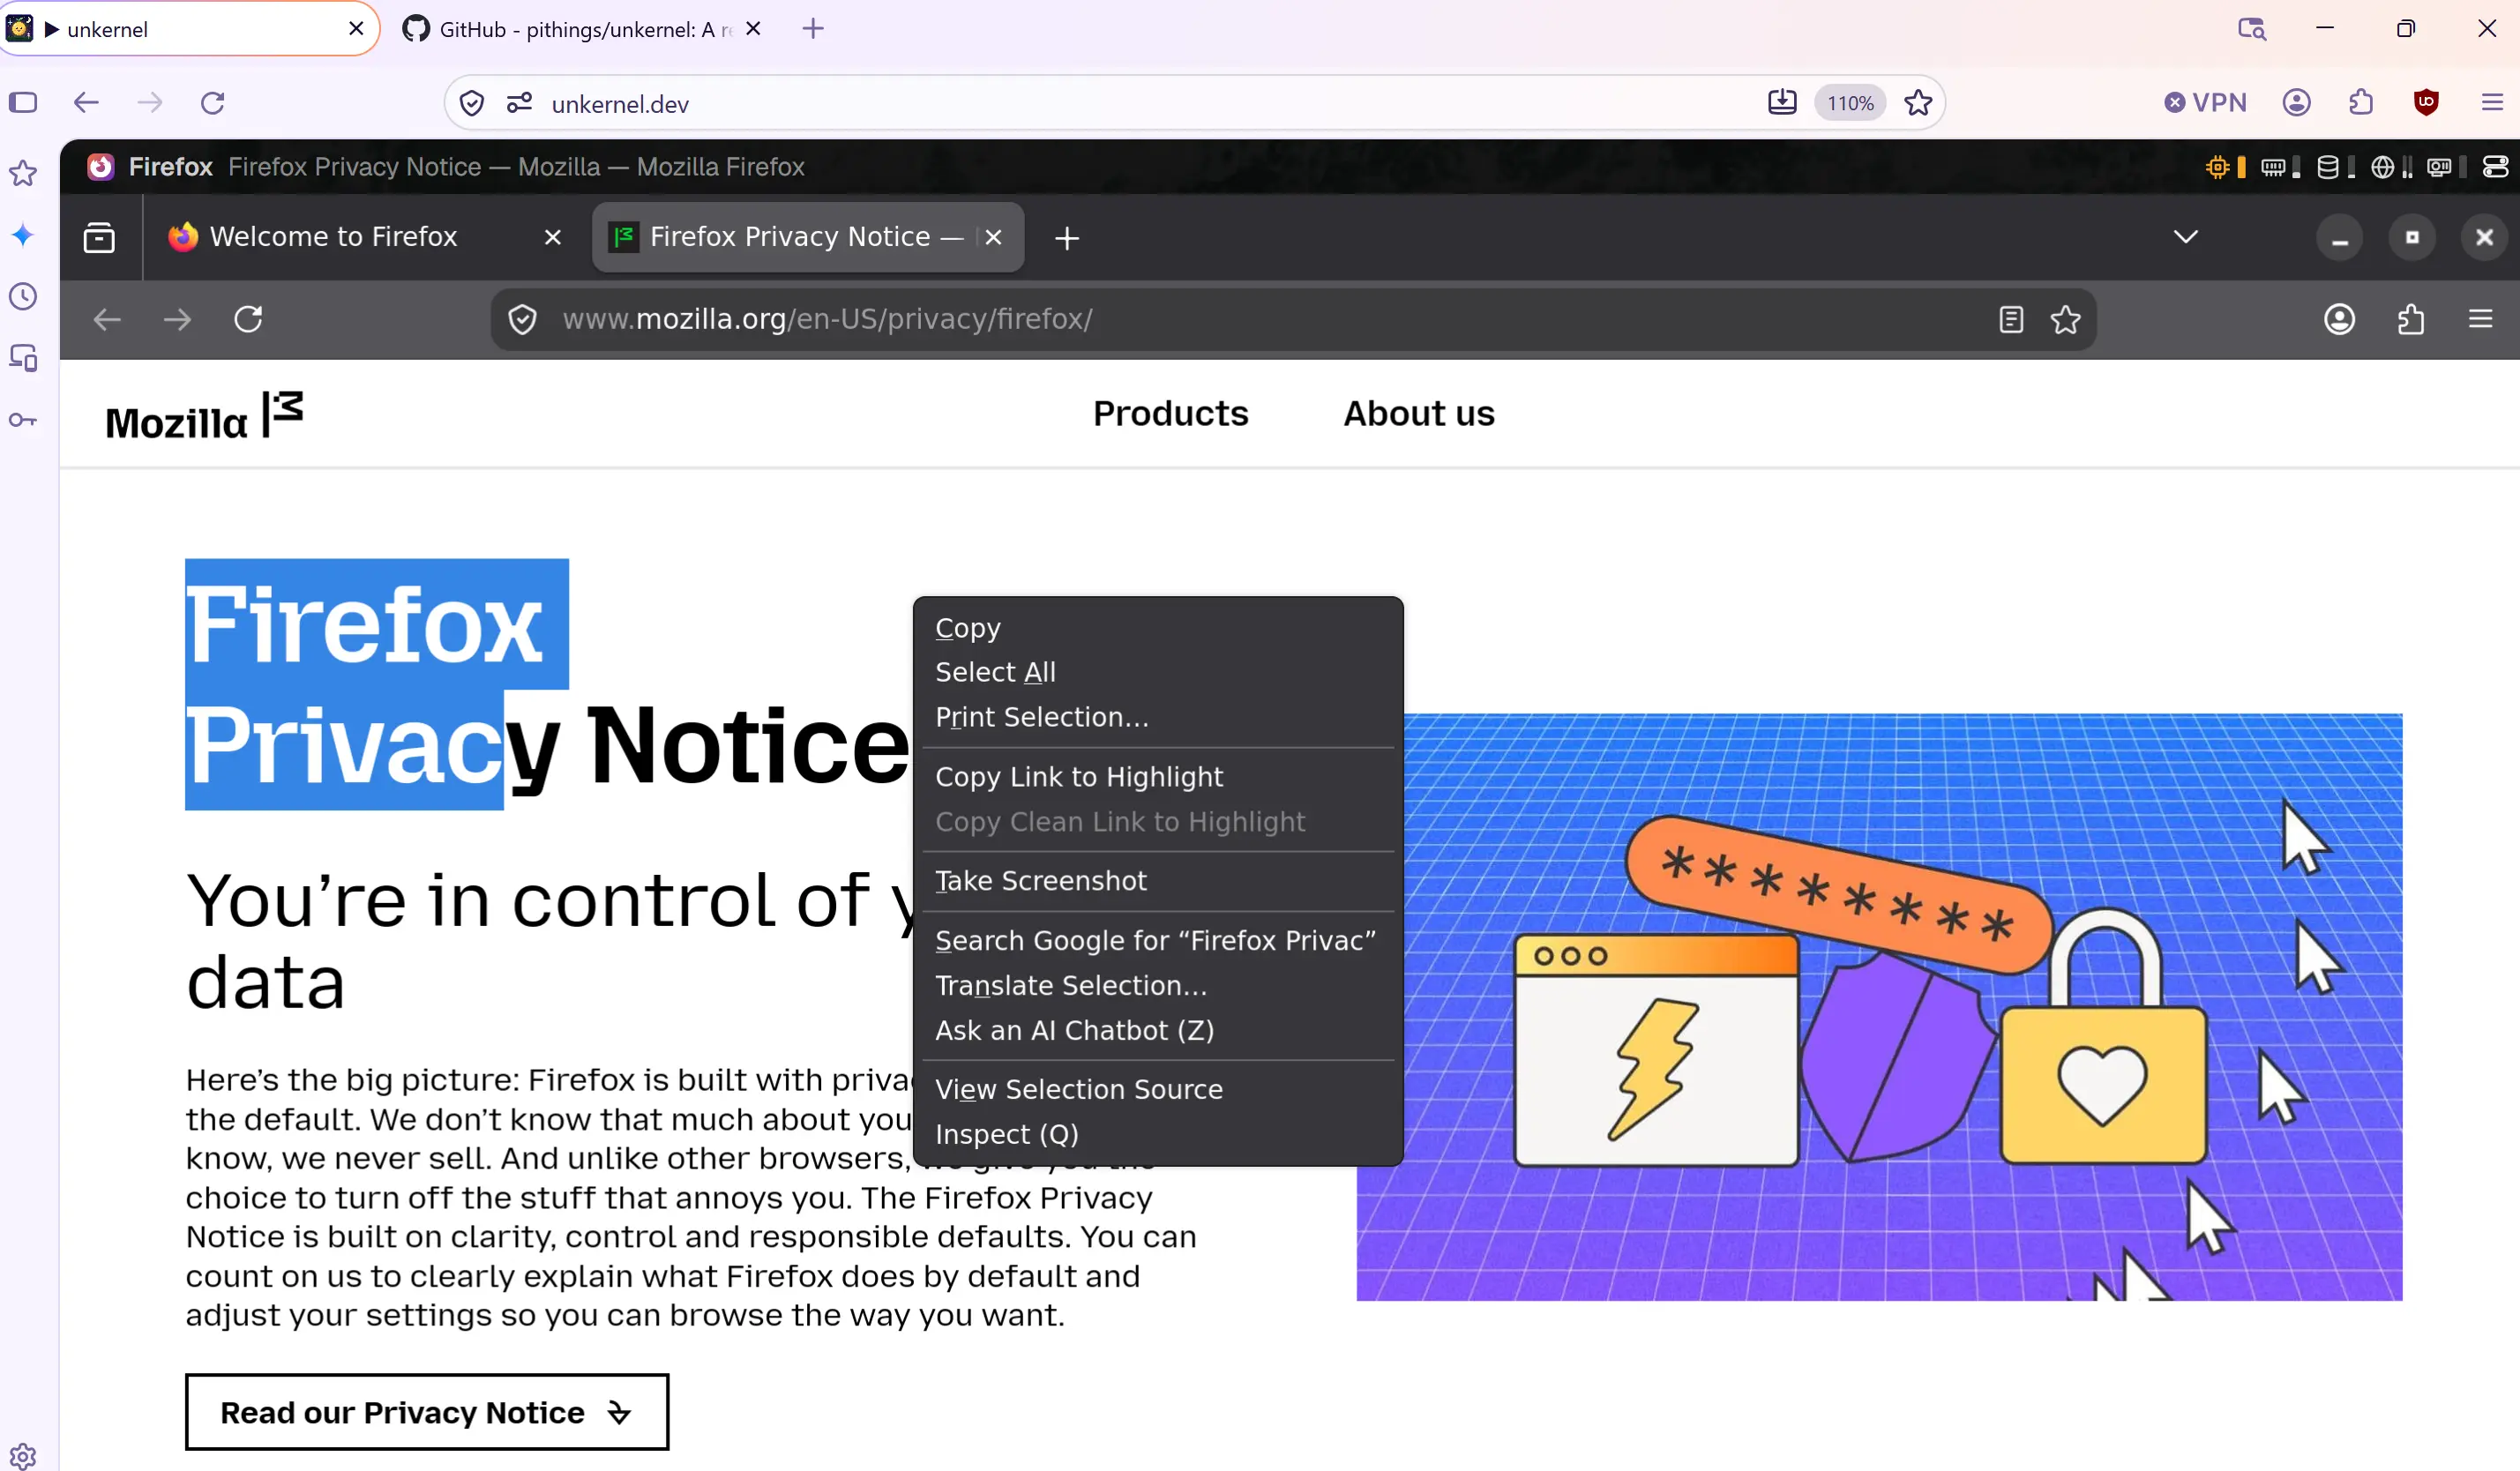 unkernel
GitHub - pithings/unkernel: A re
unkernel.dev
110%
VPN
Firefox Firefox Privacy Notice — Mozilla — Mozilla Firefox
Welcome to Firefox
Firefox Privacy Notice —
www.mozilla.org/en-US/privacy/firefox/
Mozilla
Products
About us
Firefox
Privacy Notice
You’re in control of y
data
Here’s the big picture: Firefox is built with priva
the default. We don’t know that much about you
know, we never sell. And unlike other browsers, we give you the
choice to turn off the stuff that annoys you. The Firefox Privacy
Notice is built on clarity, control and responsible defaults. You can
count on us to clearly explain what Firefox does by default and
adjust your settings so you can browse the way you want.
Read our Privacy Notice
Copy
Select All
Print Selection...
Copy Link to Highlight
Copy Clean Link to Highlight
Take Screenshot
Search Google for “Firefox Privac”
Translate Selection...
Ask an AI Chatbot (Z)
View Selection Source
Inspect (Q)
*******